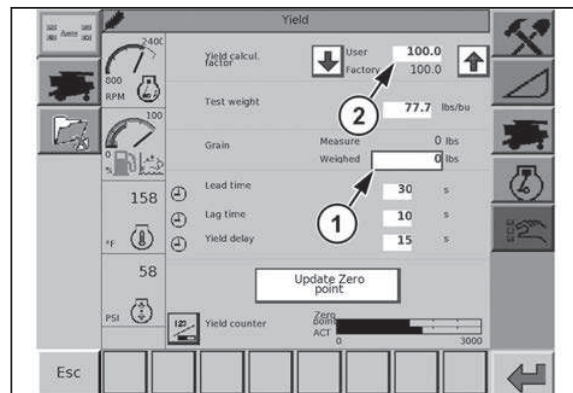 Yield
2400
800
RPM
Yield calcul.
factor
User 100.0
Factory 100.0
2
Test weight 77.7 lbs/bu
100
0
%
Grain
Measure 0 lbs
Weighed 0 lbs
1
158
°F
Lead time 30 s
Lag time 10 s
Yield delay 15 s
58
PSI
Update Zero
point
123
Yield counter
Zero
point
ACT
0 3000
Esc